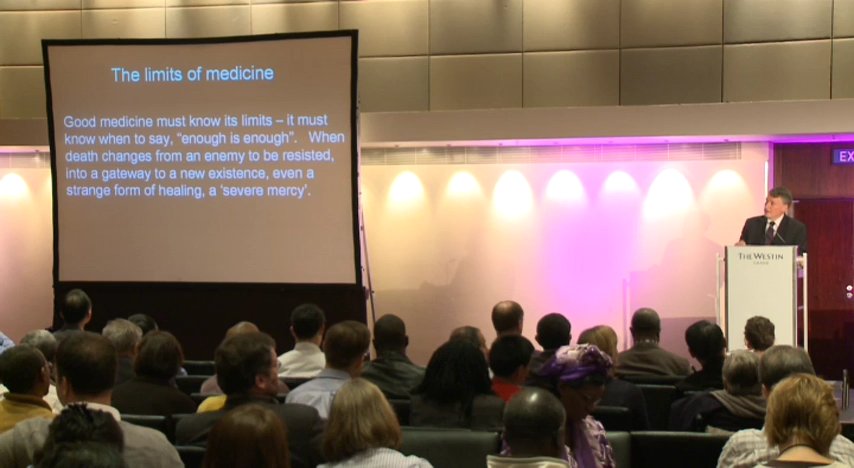 The limits of medicine
Good medicine must know its limits – it must
know when to say, “enough is enough”. When
death changes from an enemy to be resisted,
into a gateway to a new existence, even a
strange form of healing, a ‘severe mercy’.
EX
THE WESTIN